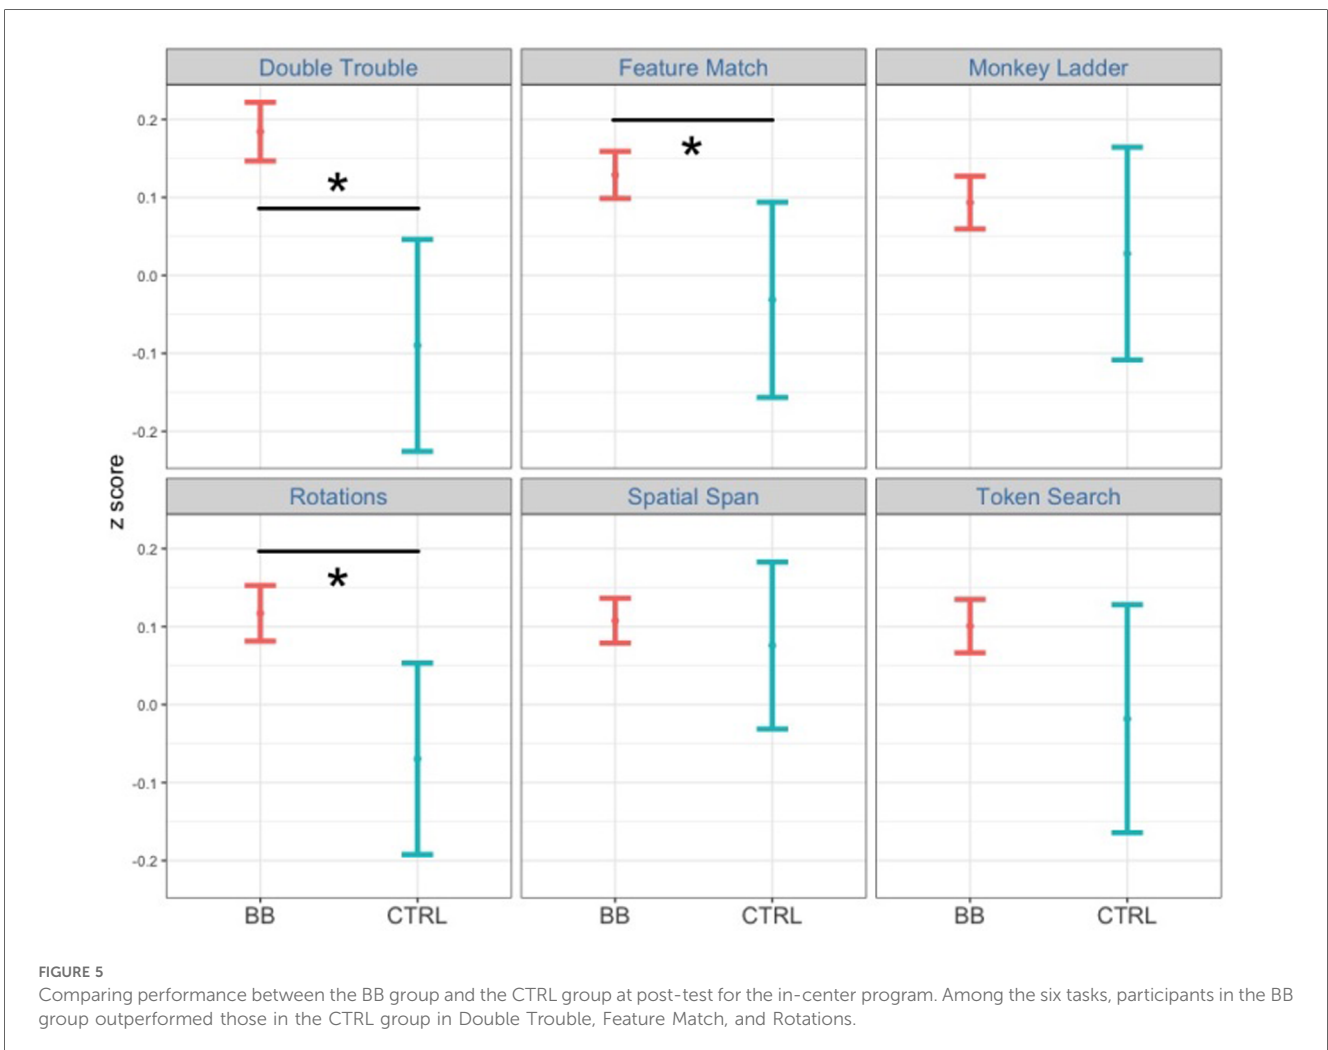 Double Trouble
Feature Match
Monkey Ladder
0.2
0.1
0.0
-0.1
-0.2
*
*
z score
Rotations
Spatial Span
Token Search
0.2
0.1
0.0
-0.1
-0.2
*
BB
CTRL
BB
CTRL
BB
CTRL
FIGURE 5
Comparing performance between the BB group and the CTRL group at post-test for the in-center program. Among the six tasks, participants in the BB
group outperformed those in the CTRL group in Double Trouble, Feature Match, and Rotations.